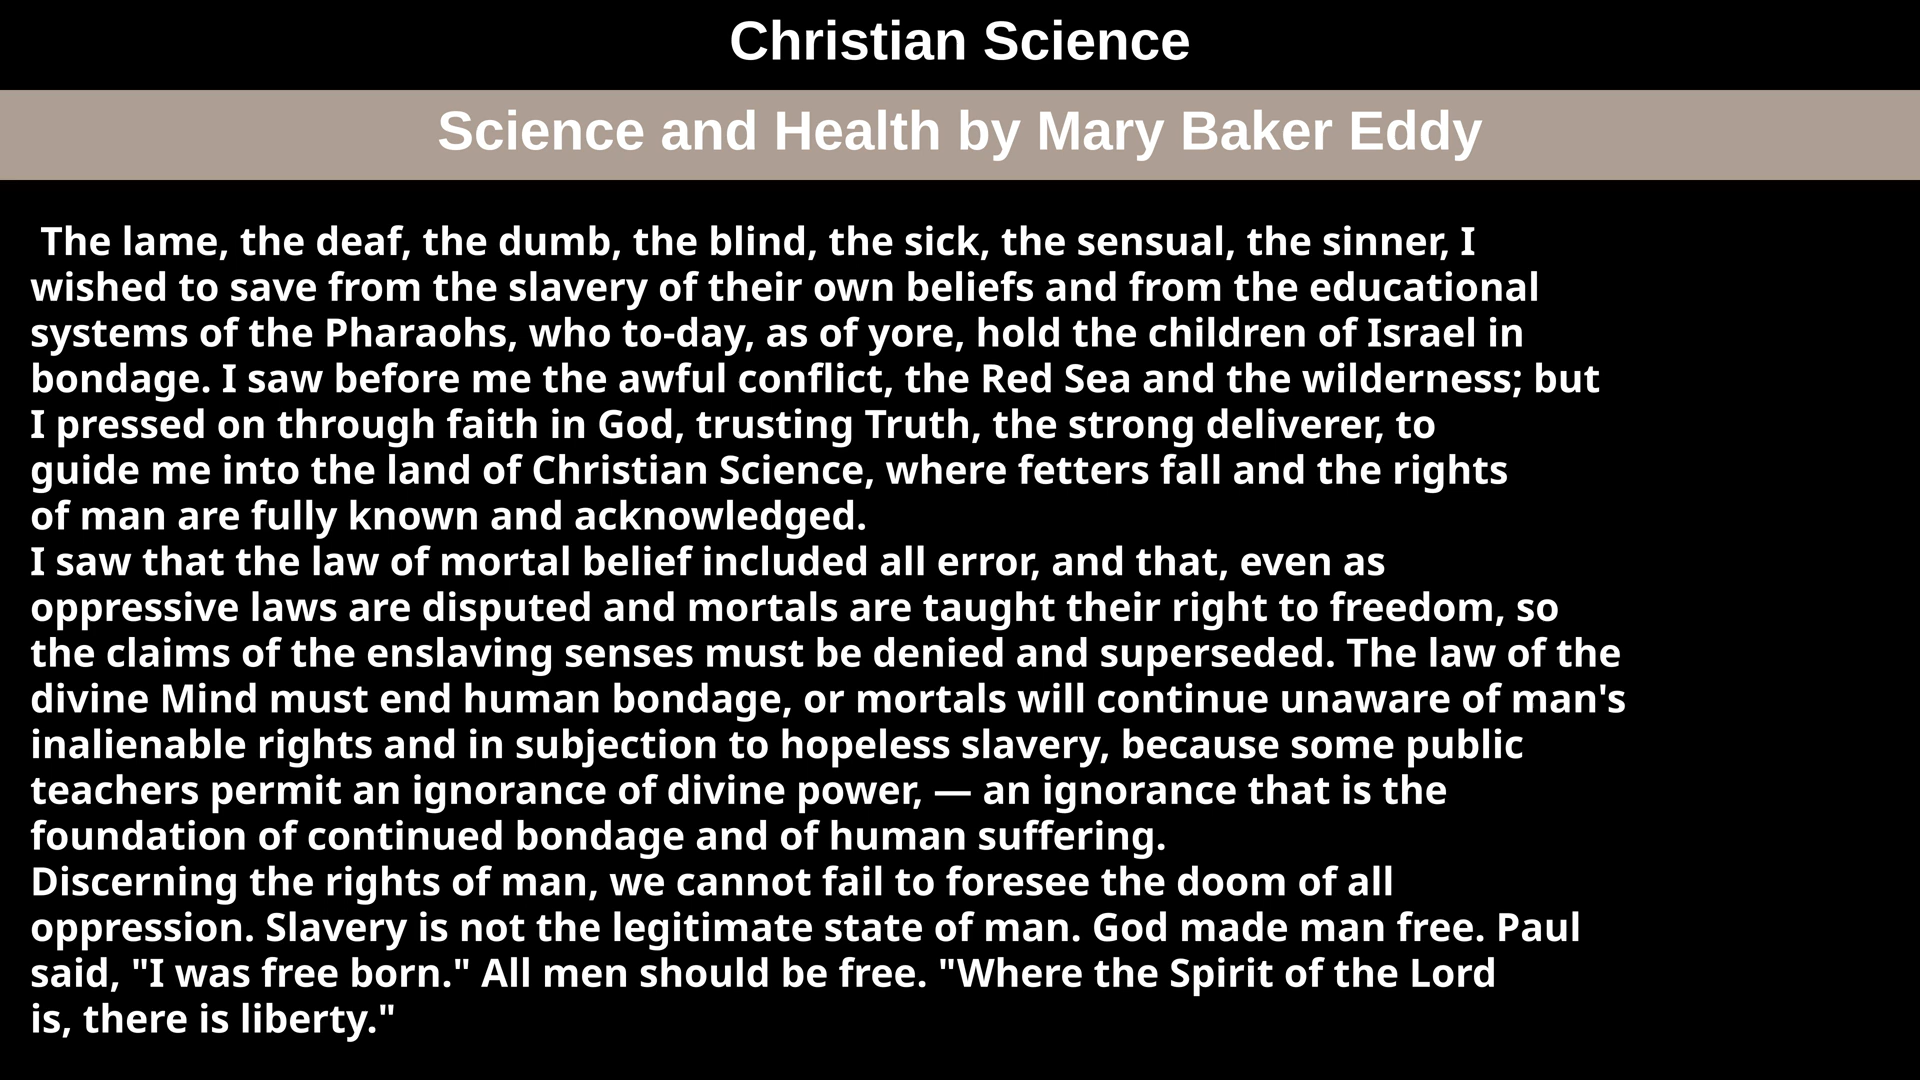 Christian Science
Science and Health by Mary Baker Eddy
The lame, the deaf, the dumb, the blind, the sick, the sensual, the sinner, I
wished to save from the slavery of their own beliefs and from the educational
systems of the Pharaohs, who to-day, as of yore, hold the children of Israel in
bondage. I saw before me the awful conflict, the Red Sea and the wilderness; but
I pressed on through faith in God, trusting Truth, the strong deliverer, to
guide me into the land of Christian Science, where fetters fall and the rights
of man are fully known and acknowledged.
I saw that the law of mortal belief included all error, and that, even as
oppressive laws are disputed and mortals are taught their right to freedom, so
the claims of the enslaving senses must be denied and superseded. The law of the
divine Mind must end human bondage, or mortals will continue unaware of man's
inalienable rights and in subjection to hopeless slavery, because some public
teachers permit an ignorance of divine power, — an ignorance that is the
foundation of continued bondage and of human suffering.
Discerning the rights of man, we cannot fail to foresee the doom of all
oppression. Slavery is not the legitimate state of man. God made man free. Paul
said, "I was free born." All men should be free. "Where the Spirit of the Lord
is, there is liberty."